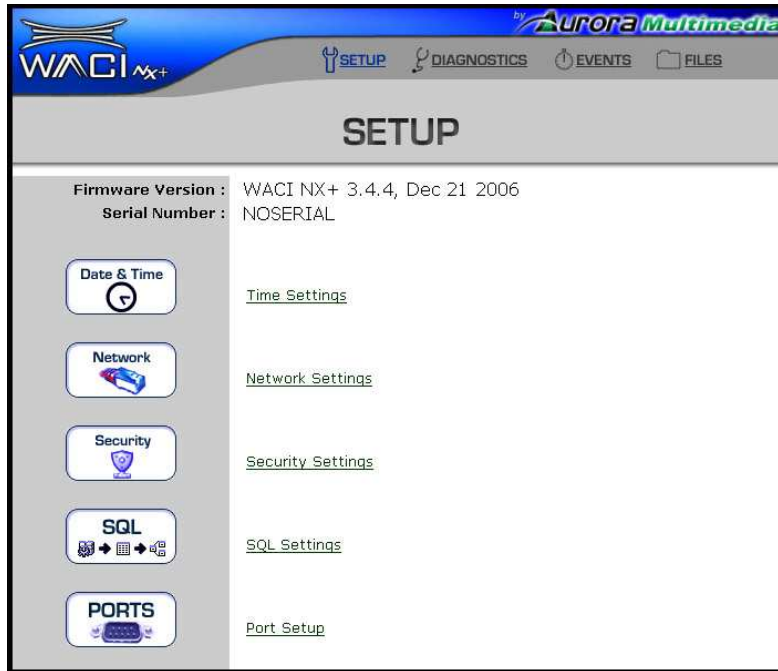 by Aurora Multimedia
WACI NX+
SETUP DIAGNOSTICS EVENTS FILES
SETUP
Firmware Version : WACI NX+ 3.4.4, Dec 21 2006
Serial Number : NOSERIAL
Date & Time
Time Settings
Network
Network Settings
Security
Security Settings
SQL
SQL Settings
PORTS
Port Setup